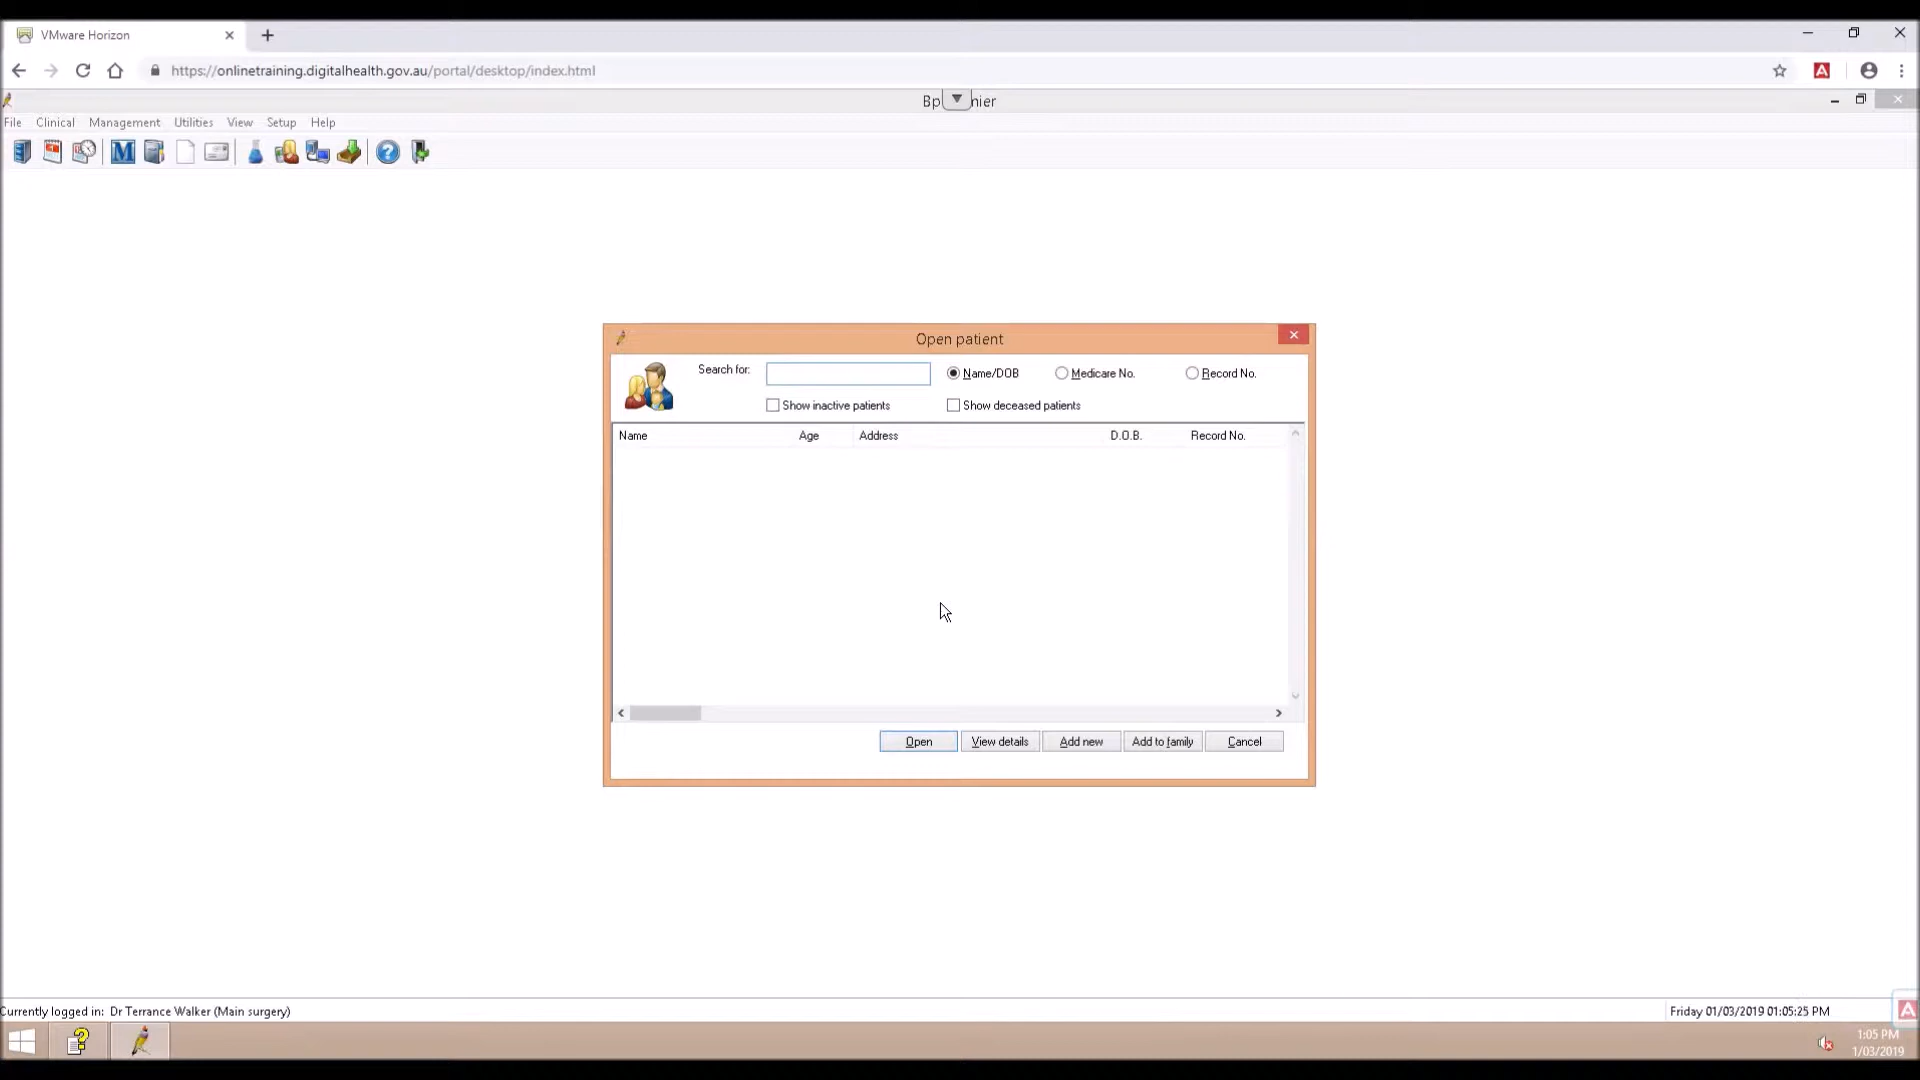 VMware Horizon
https://onlinetraining.digitalhealth.gov.au/portal/desktop/index.html
Bp nier
File Clinical Management Utilities View Setup Help
M
Open patient
Search for: Name/DOB Medicare No. Record No.
Show inactive patients Show deceased patients
Name Age Address D.O.B. Record No.
Open View details Add new Add to family Cancel
Currently logged in: Dr Terrance Walker (Main surgery) Friday 01/03/2019 01:05:25 PM
1:05 PM
1/03/2019